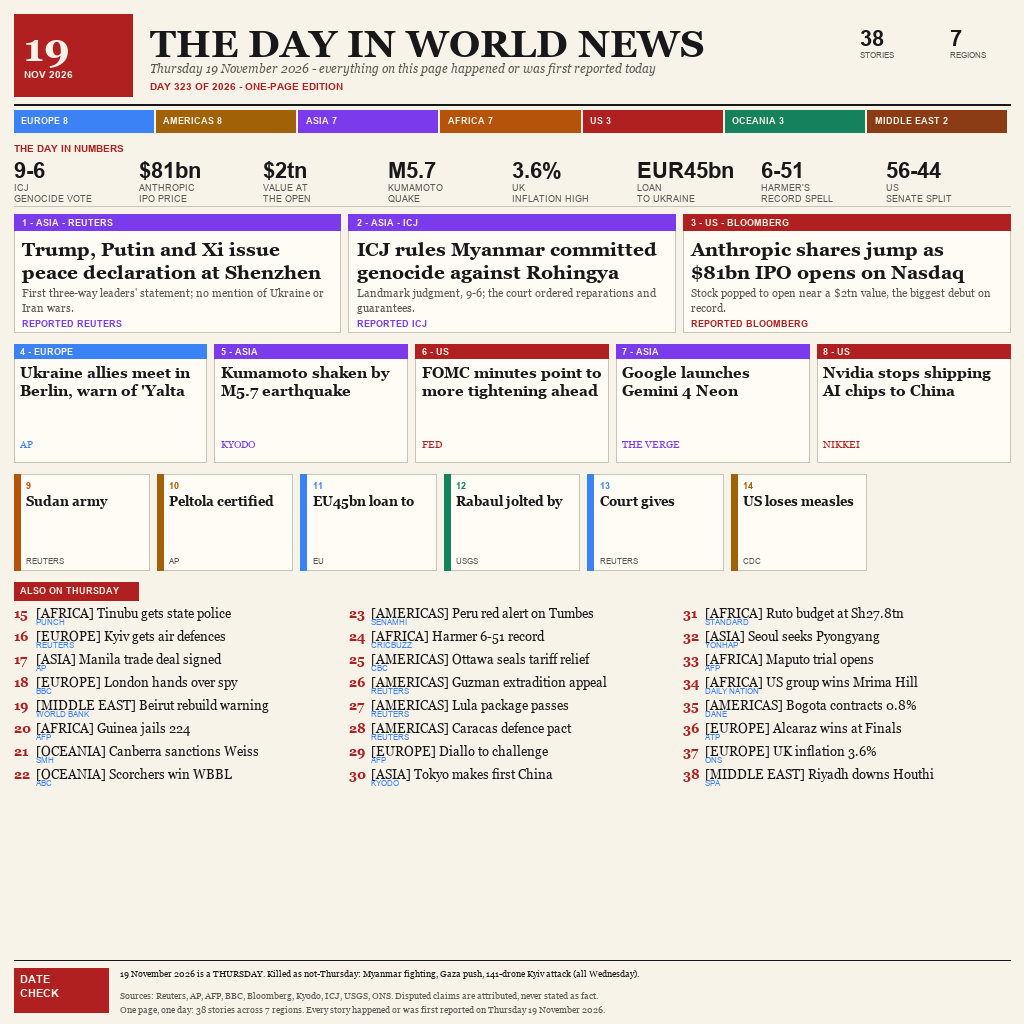 19
NOV 2026
THE DAY IN WORLD NEWS
Thursday 19 November 2026 - everything on this page happened or was first reported today
DAY 323 OF 2026 - ONE-PAGE EDITION
38
STORIES
7
REGIONS
EUROPE 8
AMERICAS 8
ASIA 7
AFRICA 7
US 3
OCEANIA 3
MIDDLE EAST 2
THE DAY IN NUMBERS
9-6
ICJ
GENOCIDE VOTE
$81bn
ANTHROPIC
IPO PRICE
$2tn
VALUE AT
THE OPEN
M5.7
KUMAMOTO
QUAKE
3.6%
UK
INFLATION HIGH
EUR45bn
LOAN
TO UKRAINE
6-51
HARMER'S
RECORD SPELL
56-44
US
SENATE SPLIT
1 - ASIA - REUTERS
Trump, Putin and Xi issue
peace declaration at Shenzhen
First three-way leaders' statement; no mention of Ukraine or
Iran wars.
REPORTED REUTERS
2 - ASIA - ICJ
ICJ rules Myanmar committed
genocide against Rohingya
Landmark judgment, 9-6; the court ordered reparations and
guarantees.
REPORTED ICJ
3 - US - BLOOMBERG
Anthropic shares jump as
$81bn IPO opens on Nasdaq
Stock popped to open near a $2tn value, the biggest debut on
record.
REPORTED BLOOMBERG
4 - EUROPE
Ukraine allies meet in
Berlin, warn of 'Yalta
AP
5 - ASIA
Kumamoto shaken by
M5.7 earthquake
KYODO
6 - US
FOMC minutes point to
more tightening ahead
FED
7 - ASIA
Google launches
Gemini 4 Neon
THE VERGE
8 - US
Nvidia stops shipping
AI chips to China
NIKKEI
9
Sudan army
REUTERS
10
Peltola certified
AP
11
EU45bn loan to
EU
12
Rabaul jolted by
USGS
13
Court gives
REUTERS
14
US loses measles
CDC
ALSO ON THURSDAY
15 [AFRICA] Tinubu gets state police
PUNCH
16 [EUROPE] Kyiv gets air defences
REUTERS
17 [ASIA] Manila trade deal signed
AP
18 [EUROPE] London hands over spy
BBC
19 [MIDDLE EAST] Beirut rebuild warning
WORLD BANK
20 [AFRICA] Guinea jails 224
AFP
21 [OCEANIA] Canberra sanctions Weiss
SMH
22 [OCEANIA] Scorchers win WBBL
ABC
23 [AMERICAS] Peru red alert on Tumbes
SENAMHI
24 [AFRICA] Harmer 6-51 record
CRICBUZZ
25 [AMERICAS] Ottawa seals tariff relief
CBC
26 [AMERICAS] Guzman extradition appeal
REUTERS
27 [AMERICAS] Lula package passes
REUTERS
28 [AMERICAS] Caracas defence pact
REUTERS
29 [EUROPE] Diallo to challenge
AFP
30 [ASIA] Tokyo makes first China
KYODO
31 [AFRICA] Ruto budget at Sh27.8tn
STANDARD
32 [ASIA] Seoul seeks Pyongyang
YONHAP
33 [AFRICA] Maputo trial opens
AFP
34 [AFRICA] US group wins Mrima Hill
DAILY NATION
35 [AMERICAS] Bogota contracts 0.8%
DANE
36 [EUROPE] Alcaraz wins at Finals
ATP
37 [EUROPE] UK inflation 3.6%
ONS
38 [MIDDLE EAST] Riyadh downs Houthi
SPA
DATE
CHECK
19 November 2026 is a THURSDAY. Killed as not-Thursday: Myanmar fighting, Gaza push, 141-drone Kyiv attack (all Wednesday).
Sources: Reuters, AP, AFP, BBC, Bloomberg, Kyodo, ICJ, USGS, ONS. Disputed claims are attributed, never stated as fact.
One page, one day: 38 stories across 7 regions. Every story happened or was first reported on Thursday 19 November 2026.